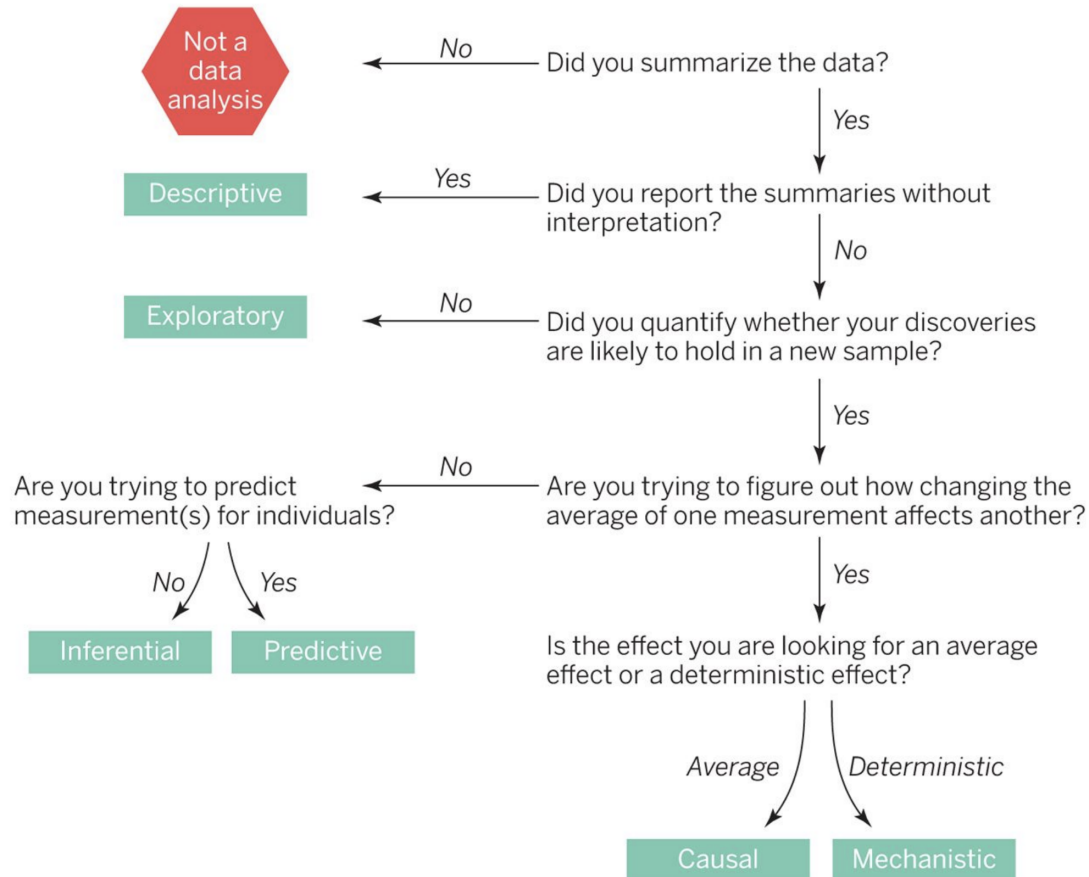 Not a
data
analysis
No
Did you summarize the data?
Yes
Descriptive
Yes
Did you report the summaries without
interpretation?
No
Exploratory
No
Did you quantify whether your discoveries
are likely to hold in a new sample?
Yes
Are you trying to predict
measurement(s) for individuals?
No
Are you trying to figure out how changing the
average of one measurement affects another?
No
Yes
Yes
Inferential
Predictive
Is the effect you are looking for an average
effect or a deterministic effect?
Average
Deterministic
Causal
Mechanistic